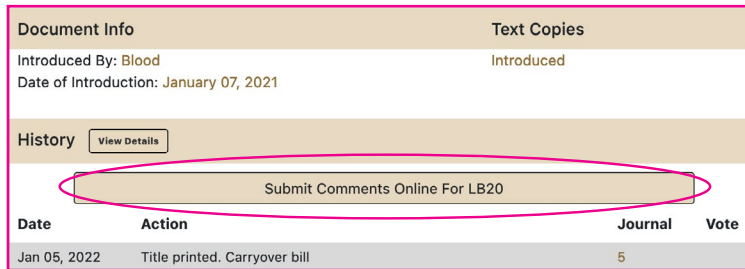 Document Info Text Copies
Introduced By: Blood Introduced
Date of Introduction: January 07, 2021
History View Details
Submit Comments Online For LB20
Date Action Journal Vote
Jan 05, 2022 Title printed. Carryover bill 5